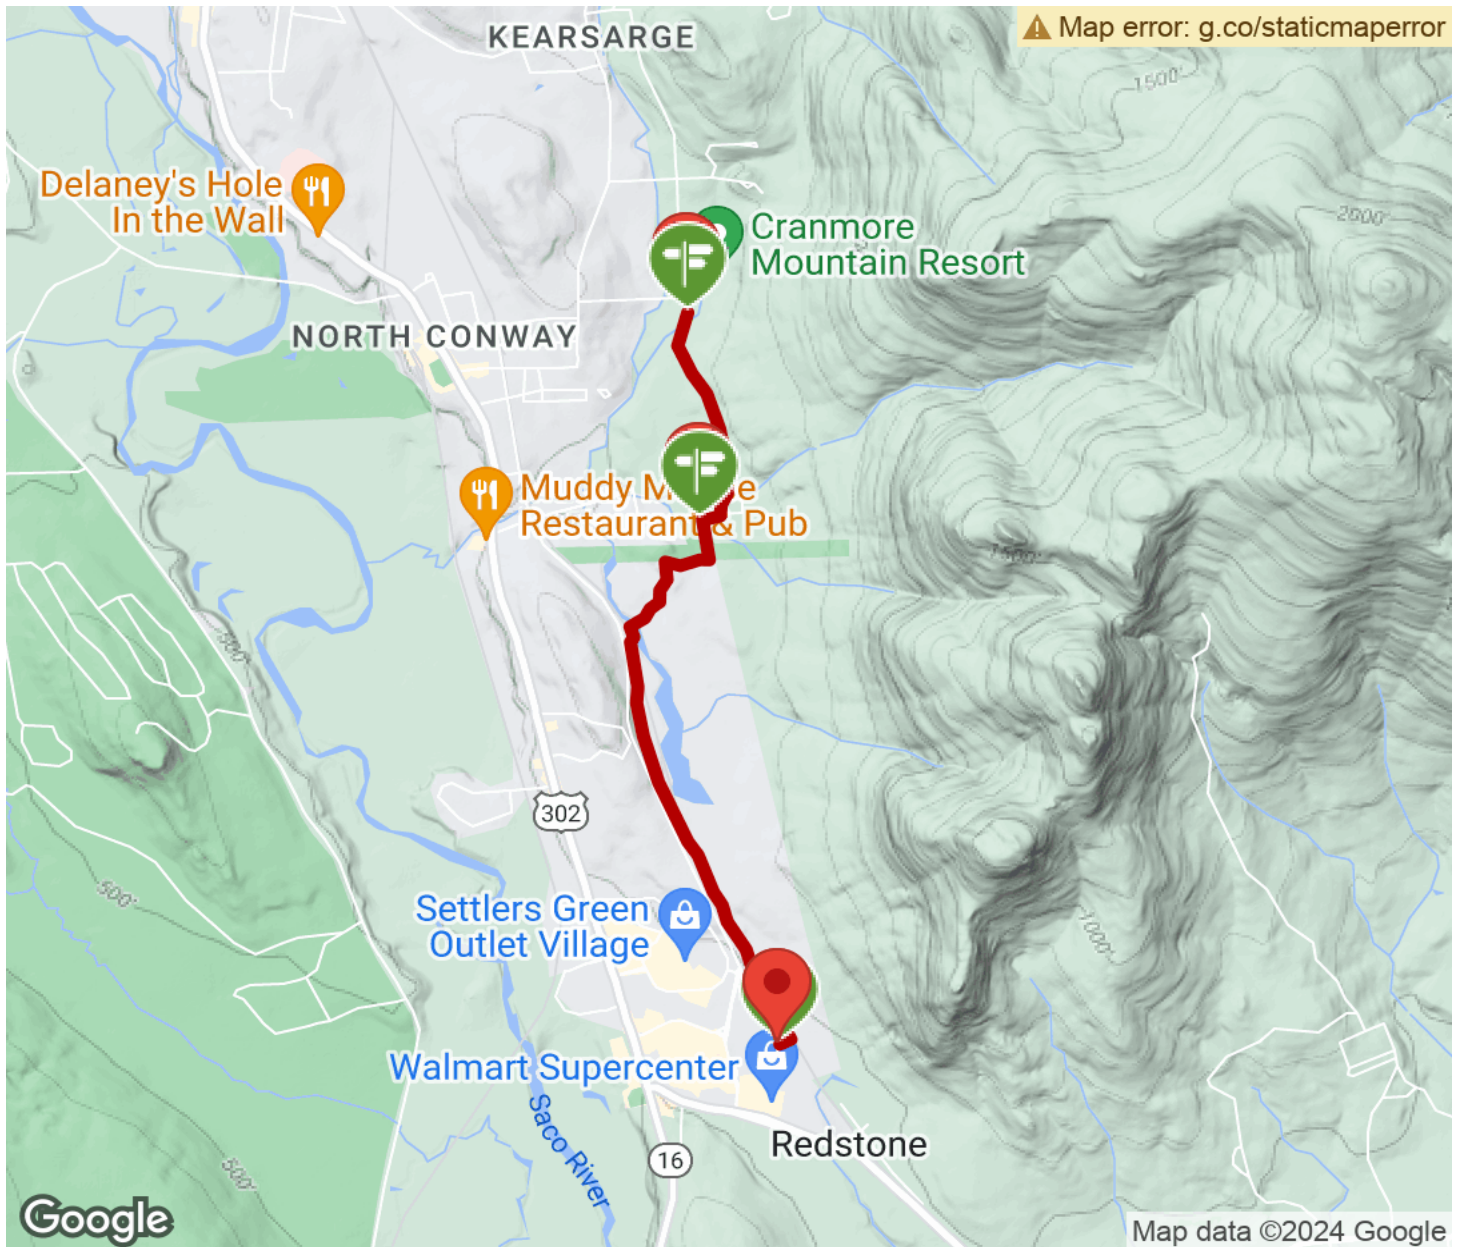 KEARSARGE
Map error: g.co/staticmaperror
1500'
Delaney's Hole
In the Wall
Cranmore
Mountain Resort
2000'
NORTH CONWAY
Muddy M e
Restaurant & Pub
1500'
500'
302
500'
Settlers Green
Outlet Village
1000'
Walmart Supercenter
Saco River
Redstone
16
500'
Google
Map data ©2024 Google